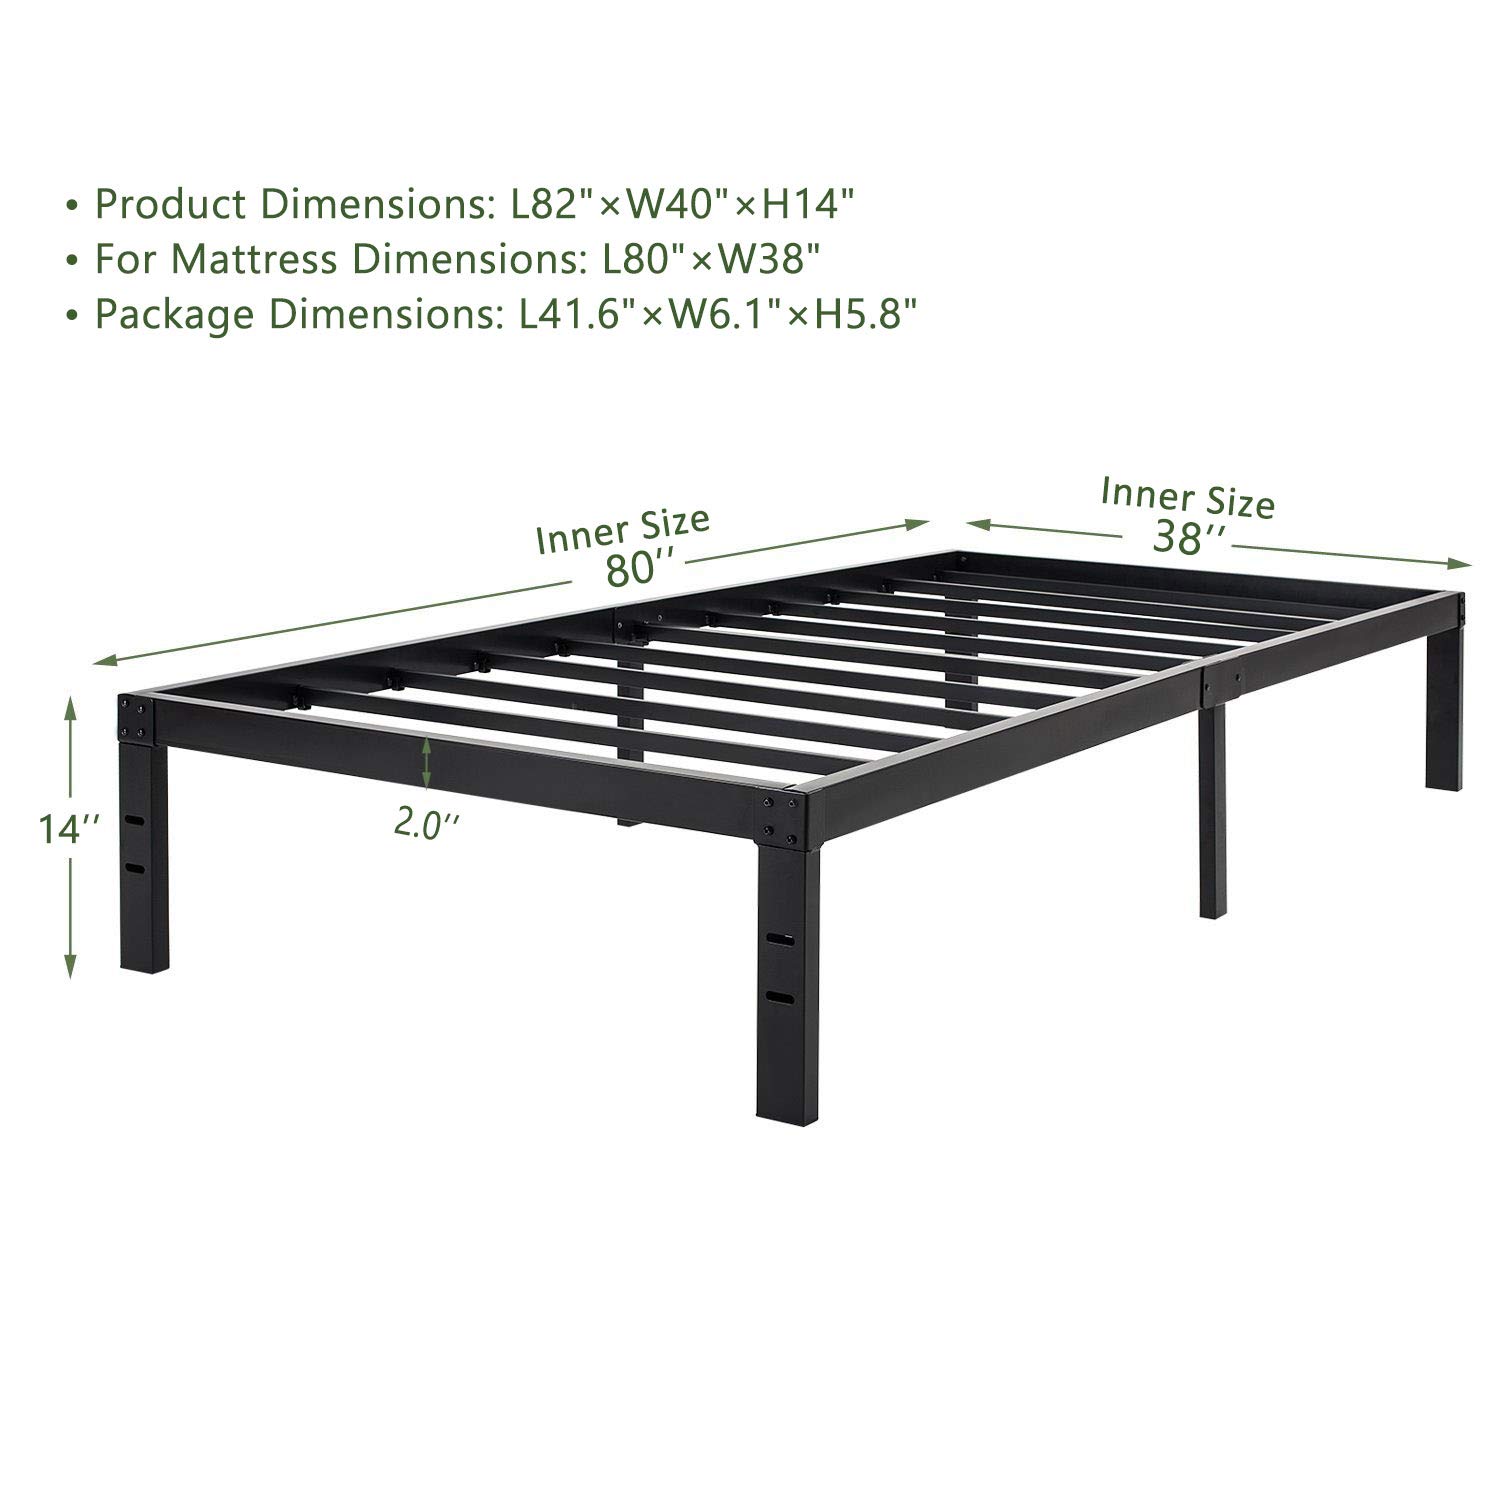 • Product Dimensions: L82"×W40"×H14"
• For Mattress Dimensions: L80"×W38"
• Package Dimensions: L41.6"×W6.1"×H5.8"
Inner Size
80′′
Inner Size
38′′
14′′
2.0′′